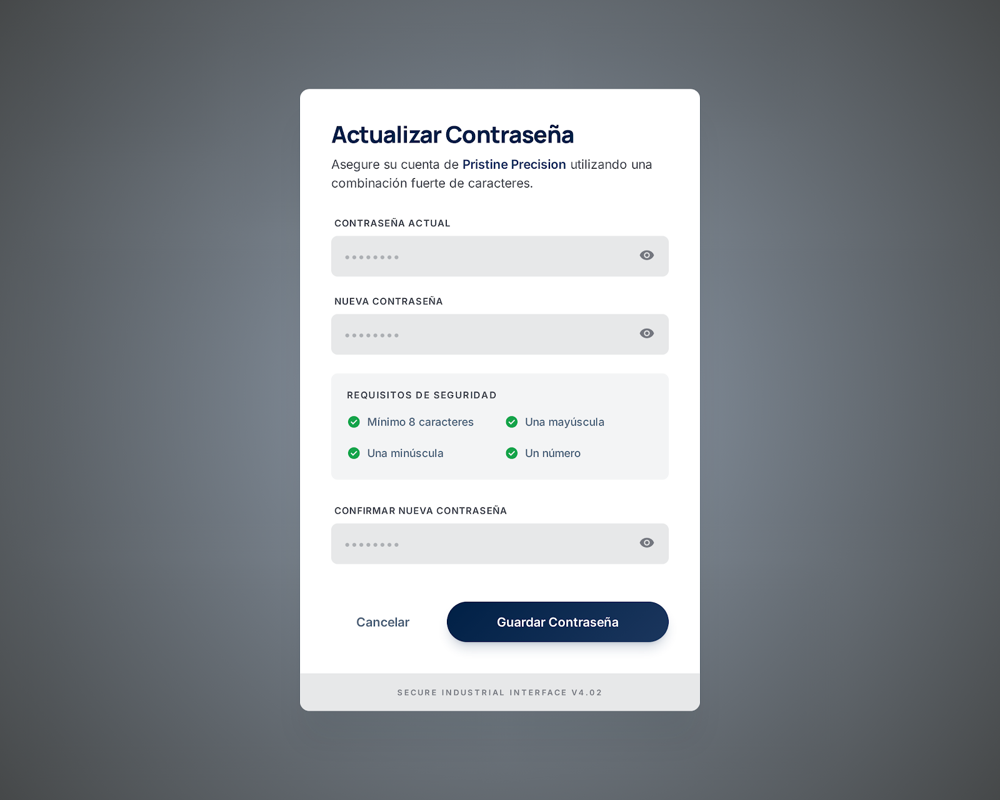 Actualizar Contraseña
Asegure su cuenta de Pristine Precision utilizando una
combinación fuerte de caracteres.
CONTRASEÑA ACTUAL
NUEVA CONTRASEÑA
REQUISITOS DE SEGURIDAD
Mínimo 8 caracteres
Una mayúscula
Una minúscula
Un número
CONFIRMAR NUEVA CONTRASEÑA
Cancelar
Guardar Contraseña
SECURE INDUSTRIAL INTERFACE V4.02